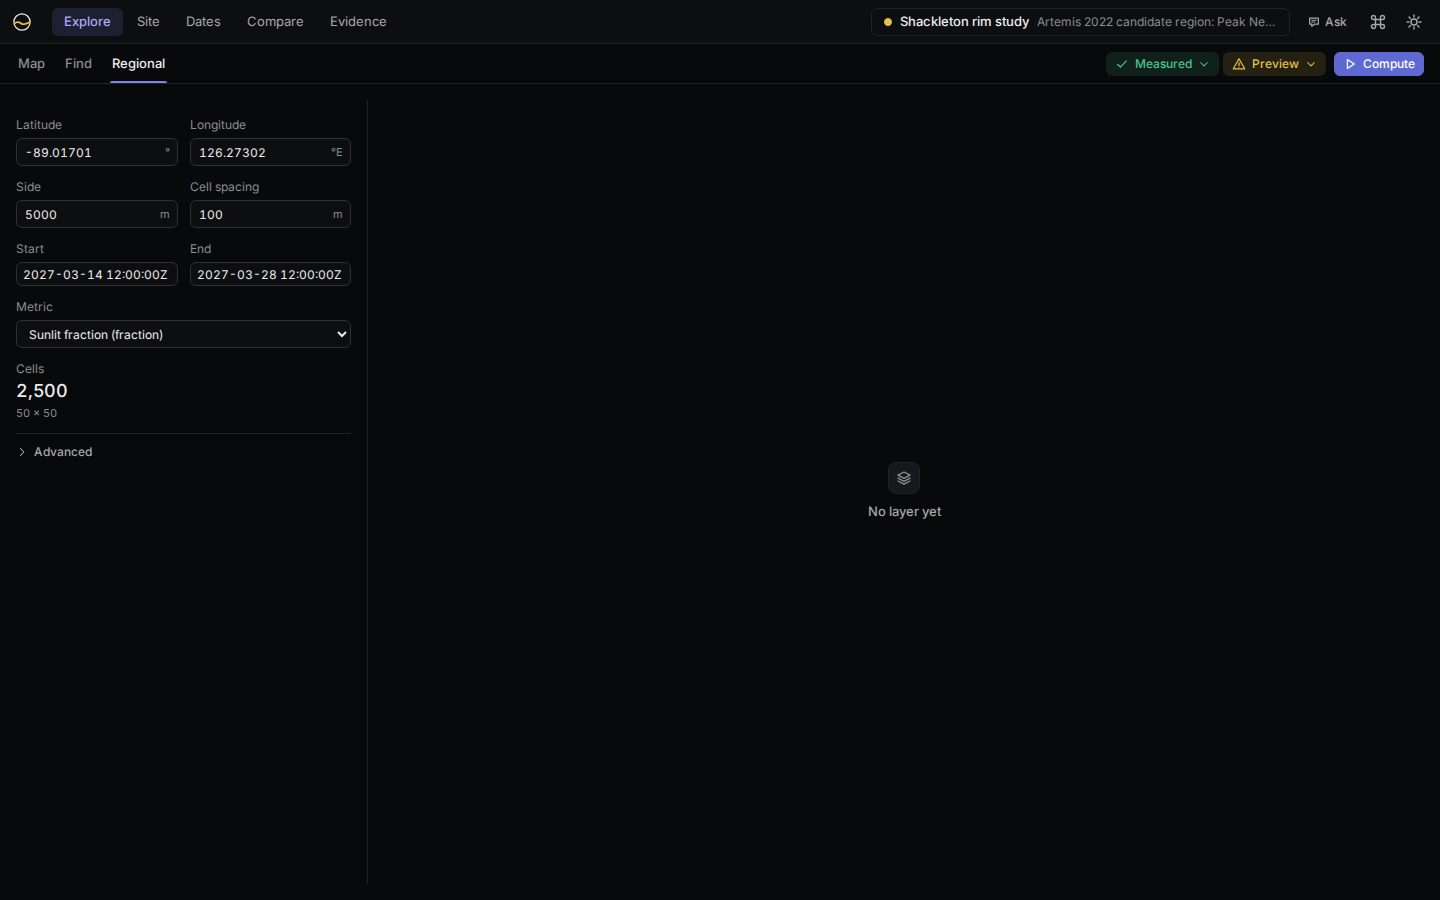 Explore Site Dates Compare Evidence Shackleton rim study Artemis 2022 candidate region: Peak Ne... Ask
Map Find Regional Measured Preview Compute
Latitude Longitude
-89.01701 ° 126.27302 °E
Side Cell spacing
5000 m 100 m
Start End
2027-03-14 12:00:00Z 2027-03-28 12:00:00Z
Metric
Sunlit fraction (fraction)
Cells
2,500
50 × 50
Advanced
No layer yet